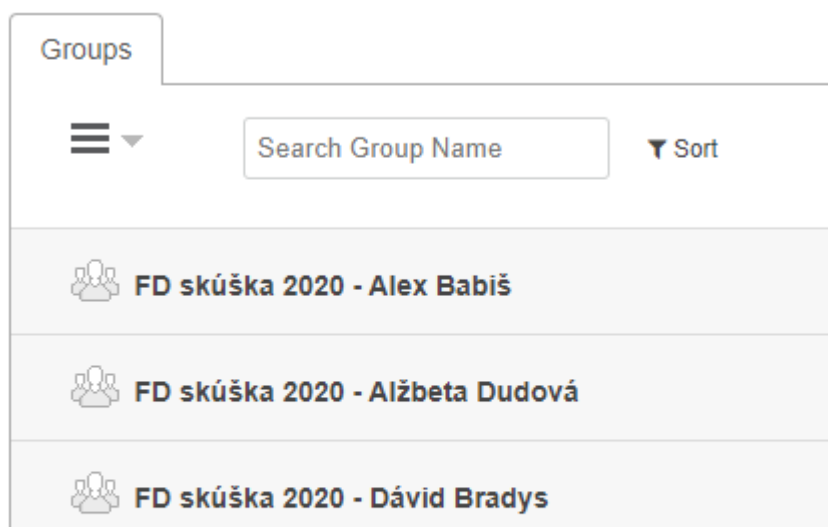 Groups
Search Group Name
Sort
FD skúška 2020 - Alex Babiš
FD skúška 2020 - Alžbeta Dudová
FD skúška 2020 - Dávid Bradys